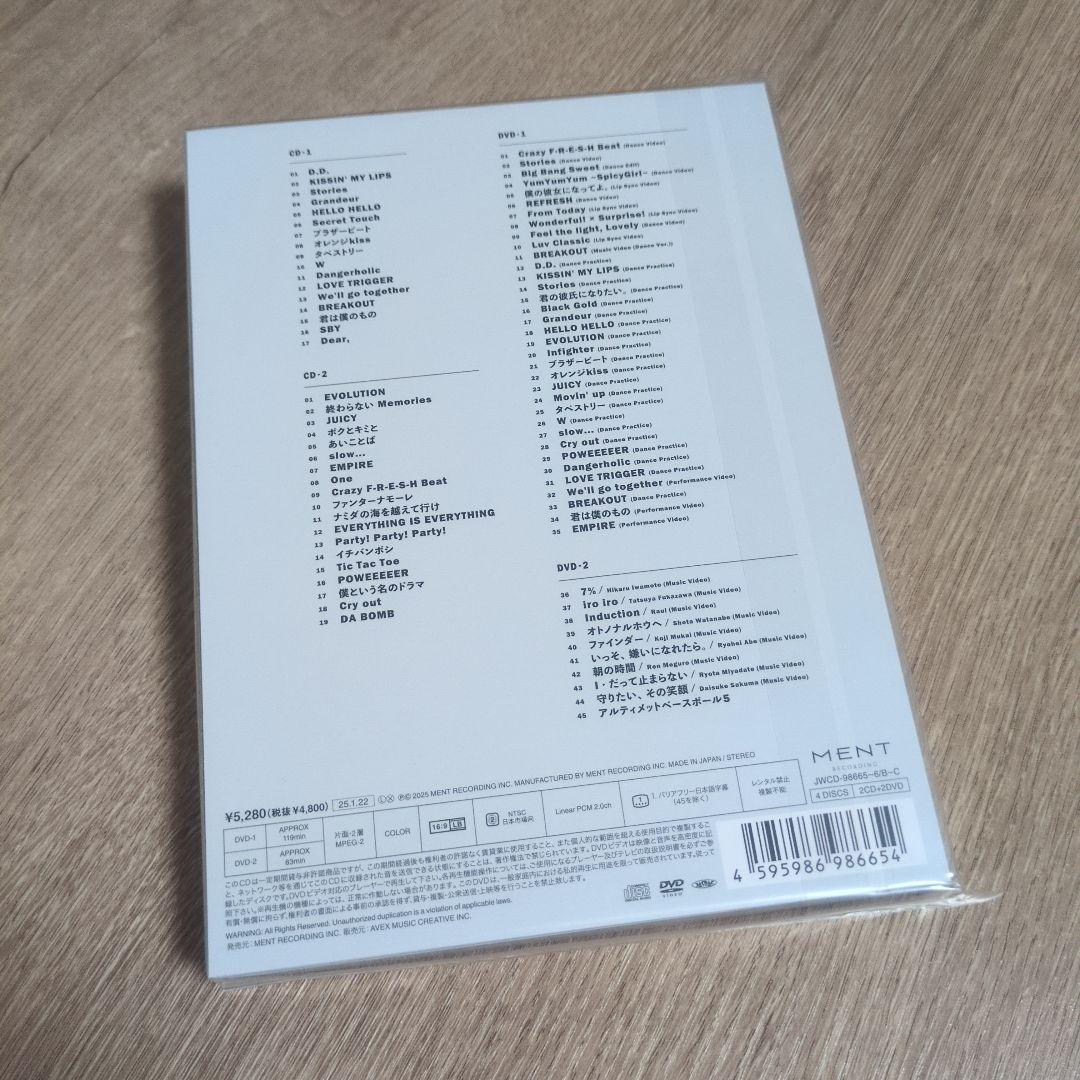 CD-1
01 D.D.
02 KISSIN' MY LIPS
03 Stories
04 Grandeur
05 HELLO HELLO
06 Secret Touch
07 ブラザービート
08 オレンジkiss
09 タペストリー
10 W
11 Dangerholic
12 LOVE TRIGGER
13 We'll go together
14 BREAKOUT
15 君は僕のもの
16 SBY
17 Dear,
CD-2
01 EVOLUTION
02 終わらない Memories
03 JUICY
04 ボクとキミと
05 あいことば
06 slow...
07 EMPIRE
08 One
09 Crazy F-R-E-S-H Beat
10 ファンターナモーレ
11 ナミダの海を越えて行け
12 EVERYTHING IS EVERYTHING
13 Party! Party! Party!
14 イチバンボシ
15 Tic Tac Toe
16 POWEEEEER
17 僕という名のドラマ
18 Cry out
19 DA BOMB
DVD-1
01 Crazy F-R-E-S-H Beat (Dance Video)
02 Stories (Dance Video)
03 Big Bang Sweet (Dance Edit)
04 YumYumYum ~SpicyGirl~ (Dance Video)
05 僕の彼女になってよ。(Lip Sync Video)
06 REFRESH (Dance Video)
07 From Today (Lip Sync Video)
08 Wonderful! × Surprise! (Lip Sync Video)
09 Feel the light, Lovely (Dance Video)
10 Luv Classic (Lip Sync Video)
11 BREAKOUT (Music Video (Dance Ver.))
12 D.D. (Dance Practice)
13 KISSIN' MY LIPS (Dance Practice)
14 Stories (Dance Practice)
15 君の彼氏になりたい。(Dance Practice)
16 Black Gold (Dance Practice)
17 Grandeur (Dance Practice)
18 HELLO HELLO (Dance Practice)
19 EVOLUTION (Dance Practice)
20 Infighter (Dance Practice)
21 ブラザービート (Dance Practice)
22 オレンジkiss (Dance Practice)
23 JUICY (Dance Practice)
24 Movin' up (Dance Practice)
25 タペストリー (Dance Practice)
26 W (Dance Practice)
27 slow... (Dance Practice)
28 Cry out (Dance Practice)
29 POWEEEEER (Dance Practice)
30 Dangerholic (Dance Practice)
31 LOVE TRIGGER (Dance Practice)
32 We'll go together (Performance Video)
33 BREAKOUT (Dance Practice)
34 君は僕のもの (Performance Video)
35 EMPIRE (Performance Video)
DVD-2
36 7% / Hikaru Iwamoto (Music Video)
37 iro iro / Tatsuya Fukazawa (Music Video)
38 Induction / Raul (Music Video)
39 オトノナルホウへ / Shota Watanabe (Music Video)
40 ファインダー / Koji Mukai (Music Video)
41 いっそ、嫌いになれたら。/ Ryohei Abe (Music Video)
42 朝の時間 / Ren Meguro (Music Video)
43 I・だって止まらない / Ryota Miyadate (Music Video)
44 守りたい、その笑顔 / Daisuke Sakuma (Music Video)
45 アルティメットベースボール5
MENT
RECORDING
JWCD-98665~6/B~C
4 DISCS 2CD+2DVD
¥5,280(税抜¥4,800) 25.1.22 Ⓛ Ⓧ ℗© 2025 MENT RECORDING INC. MANUFACTURED BY MENT RECORDING INC. MADE IN JAPAN / STEREO
DVD-1 APPROX 119min
DVD-2 APPROX 83min
片面・2層 MPEG-2
COLOR
16:9 LB
2 NTSC 日本市場向
Linear PCM 2.0ch
1. バリアフリー日本語字幕 (45を除く)
レンタル禁止 複製不能
WARNING: All Rights Reserved. Unauthorized duplication is a violation of applicable laws.
発売元:MENT RECORDING INC. 販売元:AVEX MUSIC CREATIVE INC.
DVD VIDEO
4 595986 986654